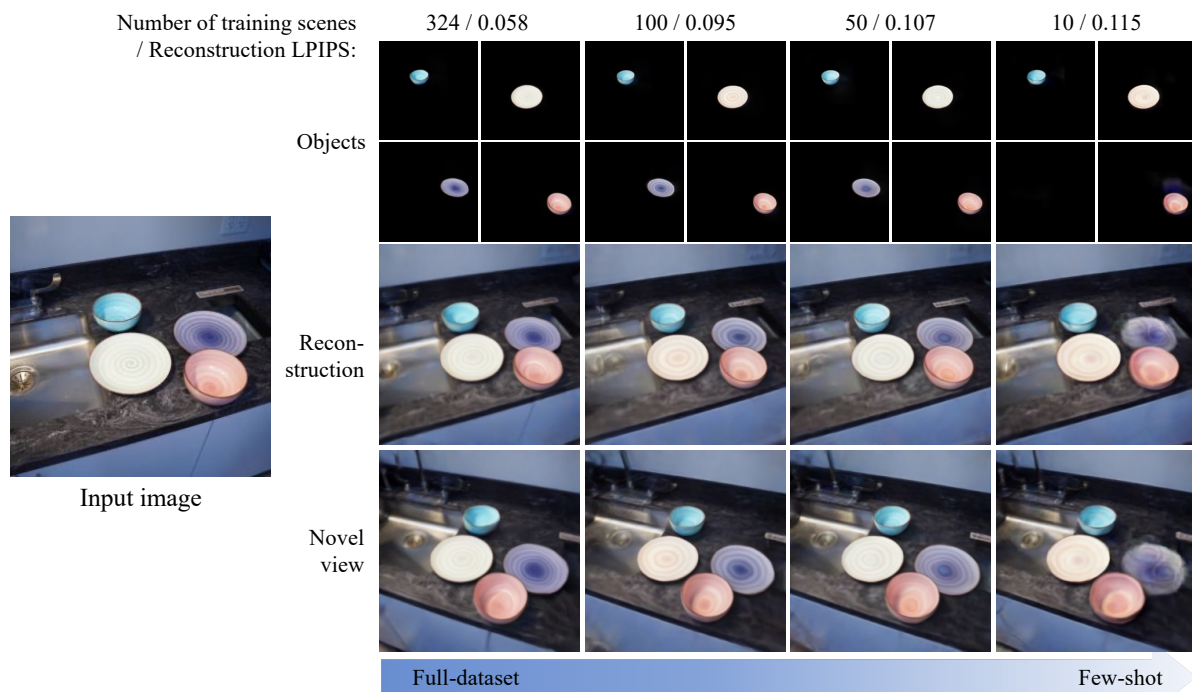 Number of training scenes
/ Reconstruction LPIPS:
324 / 0.058
100 / 0.095
50 / 0.107
10 / 0.115
Objects
Recon-
struction
Input image
Novel
view
Full-dataset
Few-shot